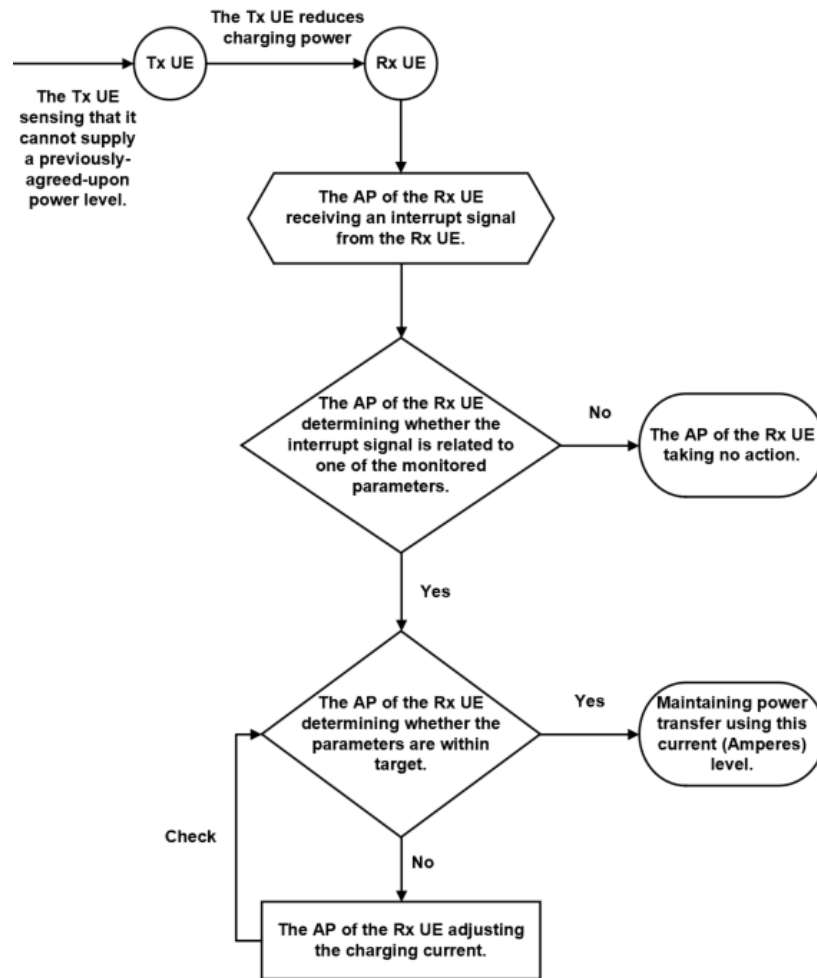 The Tx UE reduces
charging power
Tx UE
Rx UE
The Tx UE
sensing that it
cannot supply
a previously-
agreed-upon
power level.
The AP of the Rx UE
receiving an interrupt signal
from the Rx UE.
The AP of the Rx UE
determining whether the
interrupt signal is related to
one of the monitored
parameters.
No
The AP of the Rx UE
taking no action.
Yes
The AP of the Rx UE
determining whether the
parameters are within
target.
Yes
Maintaining power
transfer using this
current (Amperes)
level.
Check
No
The AP of the Rx UE adjusting
the charging current.